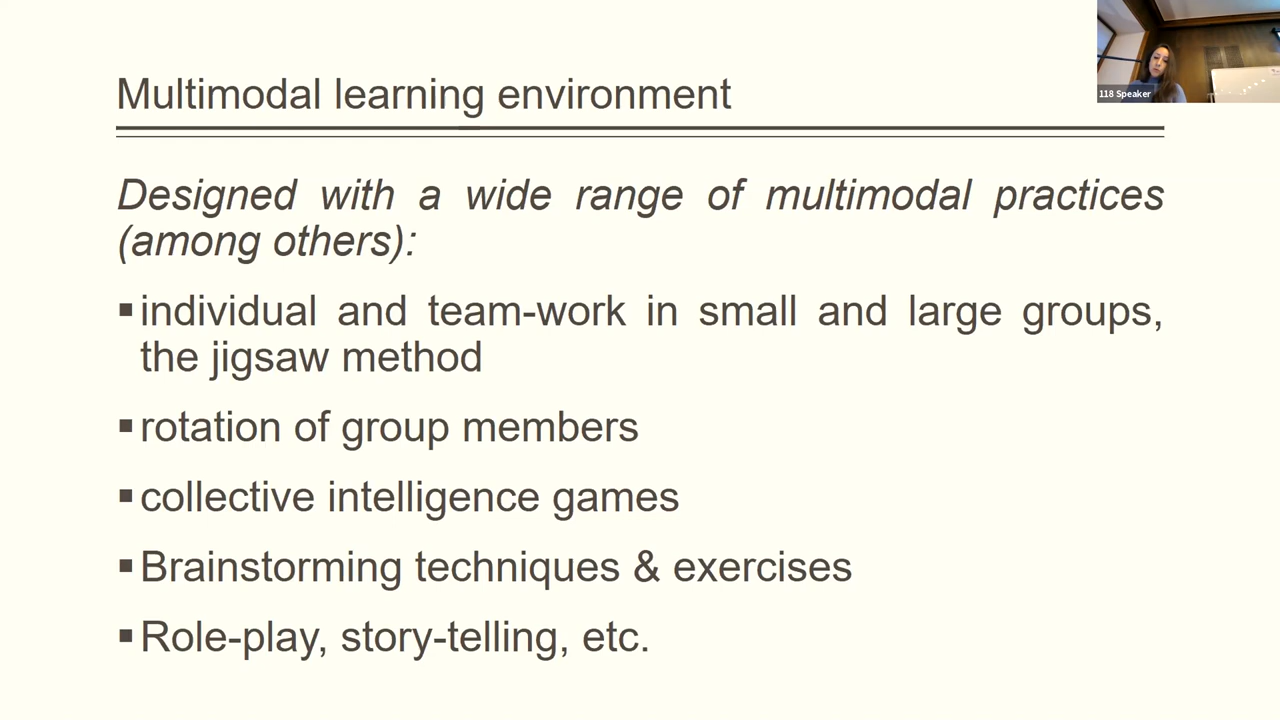 Multimodal learning environment
118 Speaker
Designed with a wide range of multimodal practices
(among others):
▪individual and team-work in small and large groups,
the jigsaw method
▪rotation of group members
▪collective intelligence games
▪Brainstorming techniques & exercises
▪Role-play, story-telling, etc.